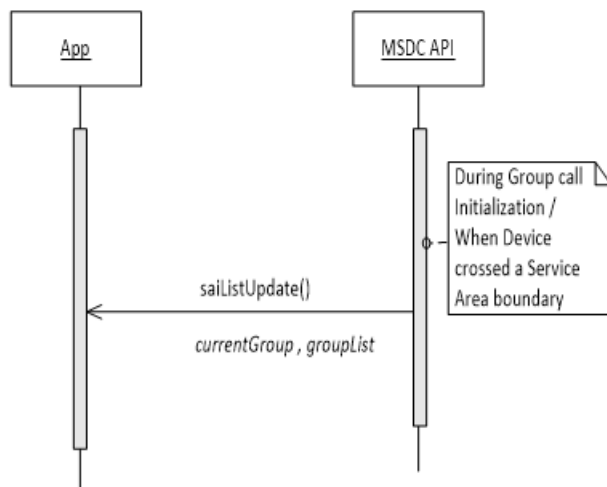 App
MSDC API
During Group call
Initialization /
When Device
crossed a Service
Area boundary
saiListUpdate()
currentGroup , groupList